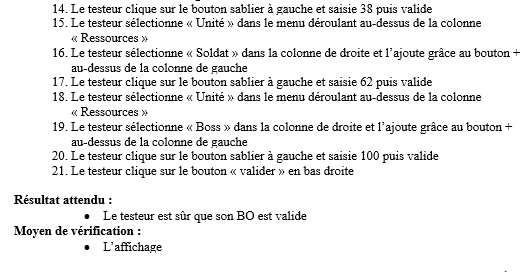 14. Le testeur clique sur le bouton sablier à gauche et saisie 38 puis valide
15. Le testeur sélectionne « Unité » dans le menu déroulant au-dessus de la colonne
« Ressources »
16. Le testeur sélectionne « Soldat » dans la colonne de droite et l'ajoute grâce au bouton +
au-dessus de la colonne de gauche
17. Le testeur clique sur le bouton sablier à gauche et saisie 62 puis valide
18. Le testeur sélectionne « Unité » dans le menu déroulant au-dessus de la colonne
« Ressources »
19. Le testeur sélectionne « Boss » dans la colonne de droite et l'ajoute grâce au bouton +
au-dessus de la colonne de gauche
20. Le testeur clique sur le bouton sablier à gauche et saisie 100 puis valide
21. Le testeur clique sur le bouton « valider » en bas droite
Résultat attendu :
• Le testeur est sûr que son BO est valide
Moyen de vérification :
• L'affichage